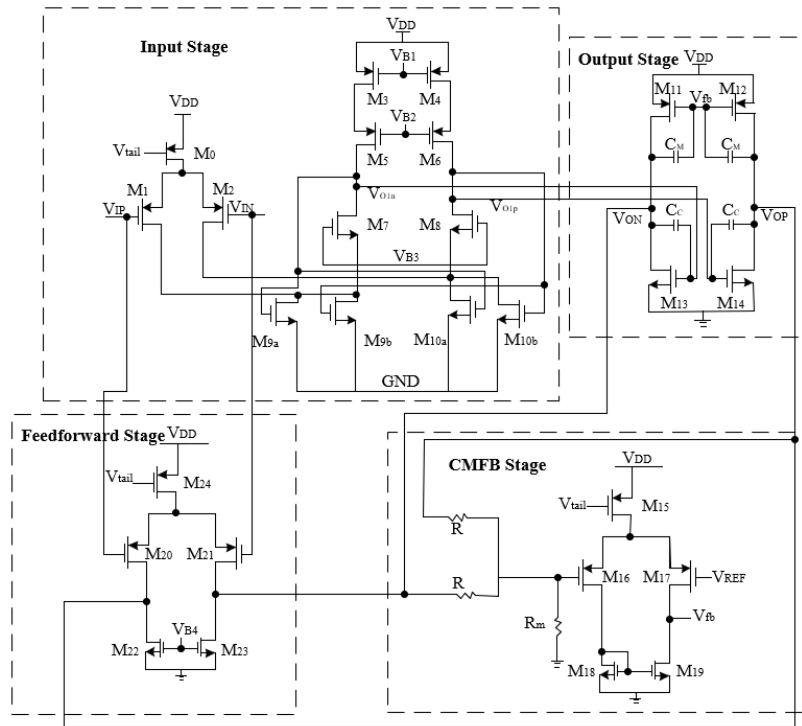 Input Stage
VDD
VB1
M3
M4
VB2
M5
M6
VDD
Vtail
M0
M1
M2
VIP
VIN
VO1n
VO1p
M7
M8
VB3
M9a
M9b
M10a
M10b
GND
Output Stage
VDD
M11
Vfb
M12
CM
CM
VON
CC
CC
VOP
M13
M14
Feedforward Stage
VDD
Vtail
M24
M20
M21
VB4
M22
M23
CMFB Stage
VDD
Vtail
M15
R
R
M16
M17
VREF
Rm
Vfb
M18
M19